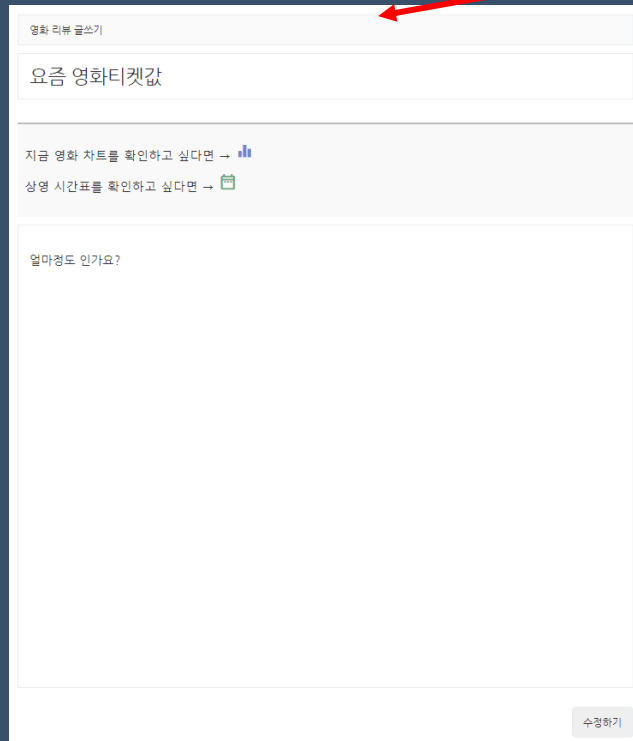 영화 리뷰 글쓰기
요즘 영화티켓값
지금 영화 차트를 확인하고 싶다면 →
상영 시간표를 확인하고 싶다면 →
얼마정도 인가요?
수정하기